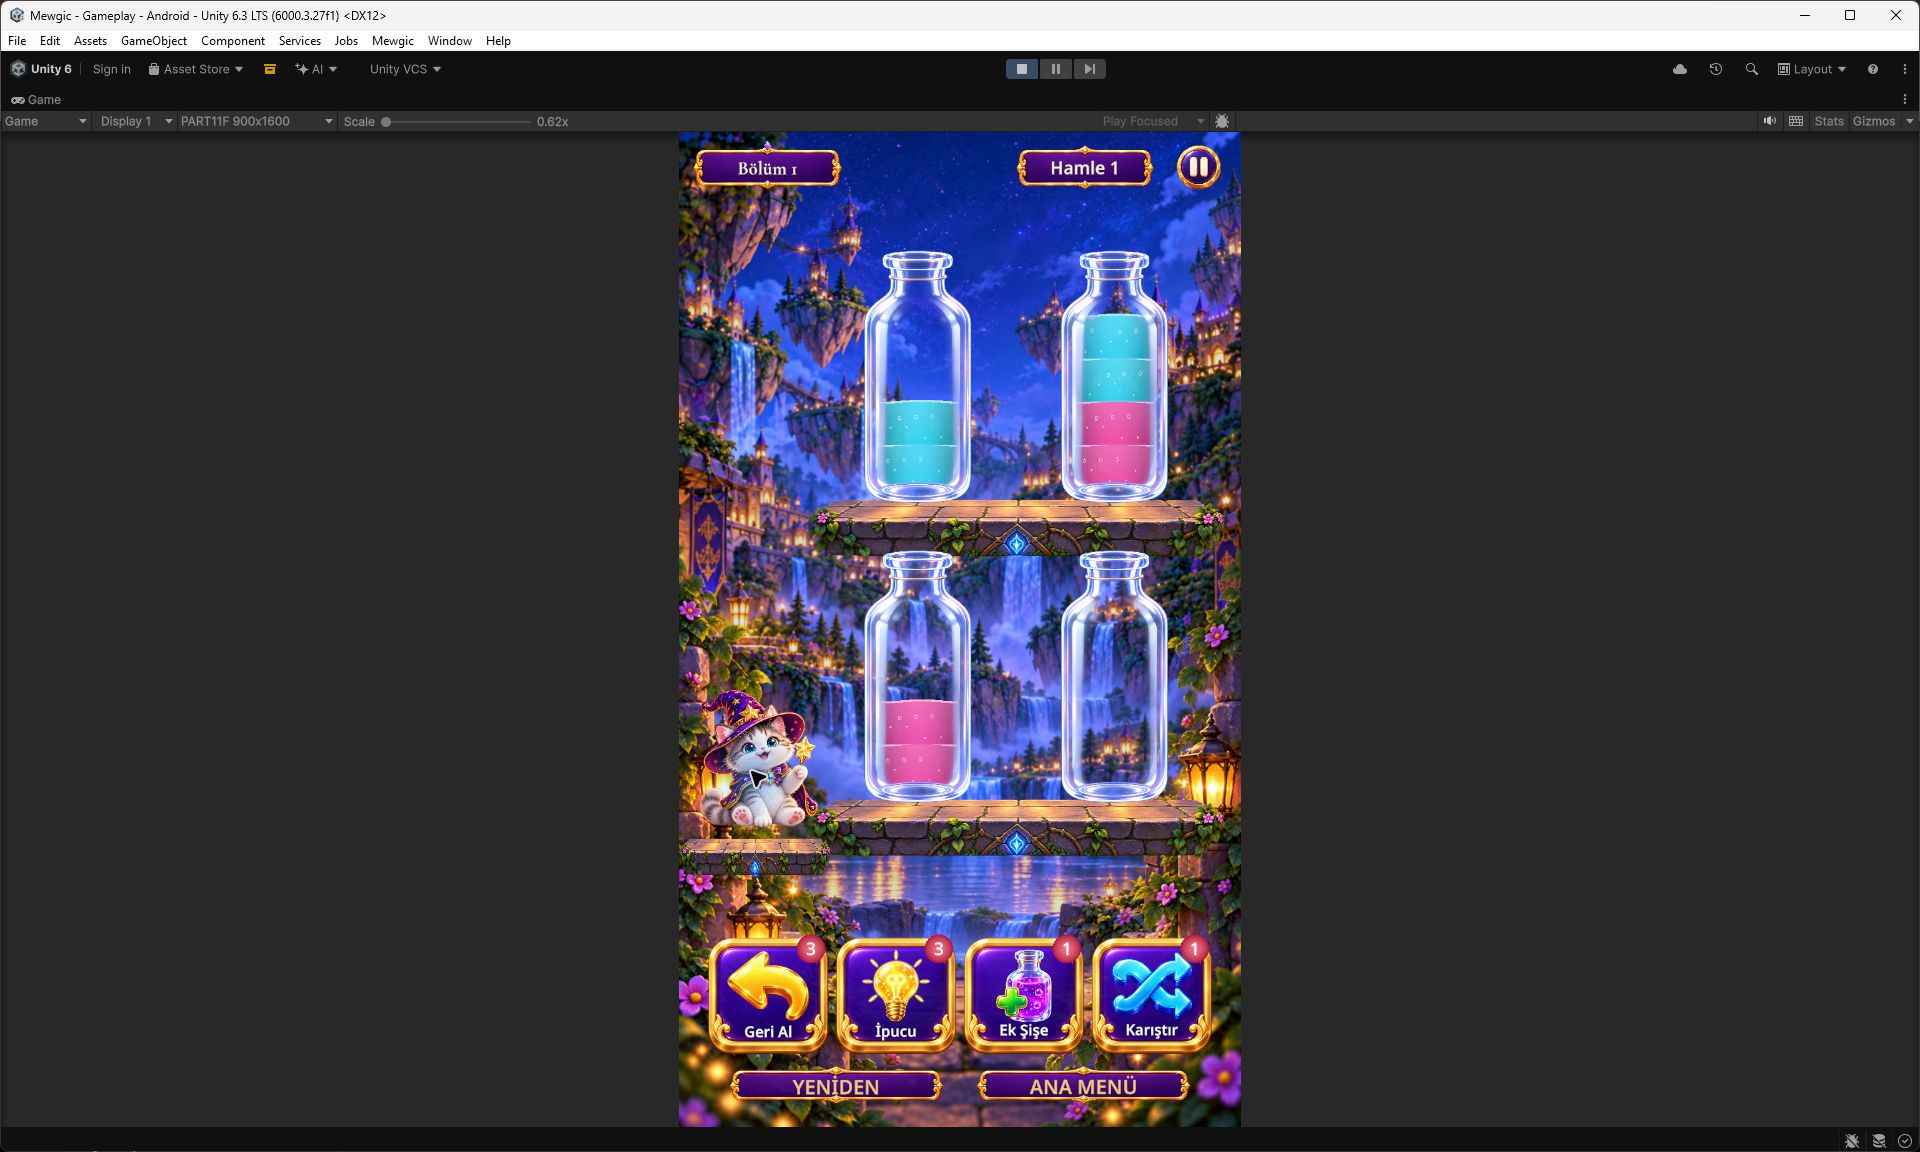 Mewgic - Gameplay - Android - Unity 6.3 LTS (6000.3.27f1) <DX12>
File Edit Assets GameObject Component Services Jobs Mewgic Window Help
Unity 6 Sign in Asset Store AI Unity VCS Layout
Game
Game Display 1 PART11F 900x1600 Scale 0.62x Play Focused Stats Gizmos
Bölüm 1 Hamle 1
3 3 1 1
Geri Al İpucu Ek Şişe Karıştır
YENİDEN ANA MENÜ